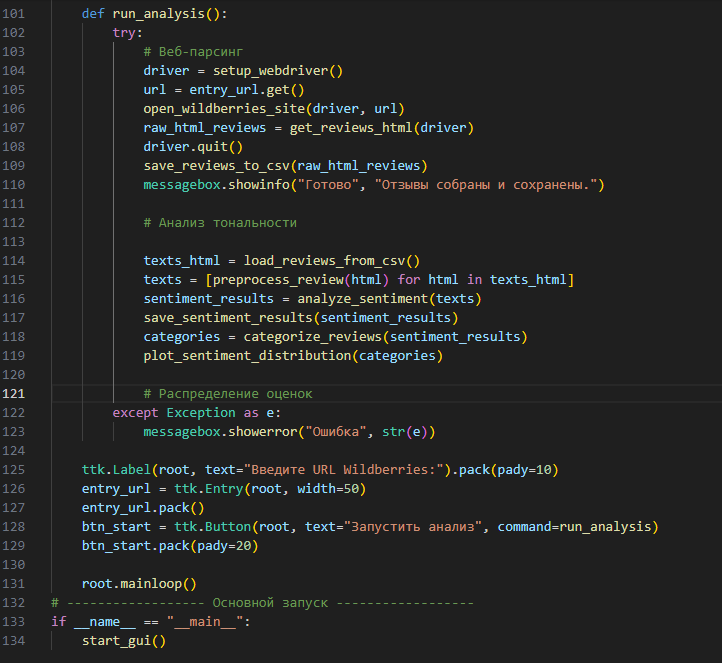 101     def run_analysis():
102         try:
103             # Веб-парсинг
104             driver = setup_webdriver()
105             url = entry_url.get()
106             open_wildberries_site(driver, url)
107             raw_html_reviews = get_reviews_html(driver)
108             driver.quit()
109             save_reviews_to_csv(raw_html_reviews)
110             messagebox.showinfo("Готово", "Отзывы собраны и сохранены.")
111
112             # Анализ тональности
113
114             texts_html = load_reviews_from_csv()
115             texts = [preprocess_review(html) for html in texts_html]
116             sentiment_results = analyze_sentiment(texts)
117             save_sentiment_results(sentiment_results)
118             categories = categorize_reviews(sentiment_results)
119             plot_sentiment_distribution(categories)
120
121             # Распределение оценок
122         except Exception as e:
123             messagebox.showerror("Ошибка", str(e))
124
125     ttk.Label(root, text="Введите URL Wildberries:").pack(pady=10)
126     entry_url = ttk.Entry(root, width=50)
127     entry_url.pack()
128     btn_start = ttk.Button(root, text="Запустить анализ", command=run_analysis)
129     btn_start.pack(pady=20)
130
131     root.mainloop()
132 # ------------------ Основной запуск ------------------
133 if __name__ == "__main__":
134     start_gui()